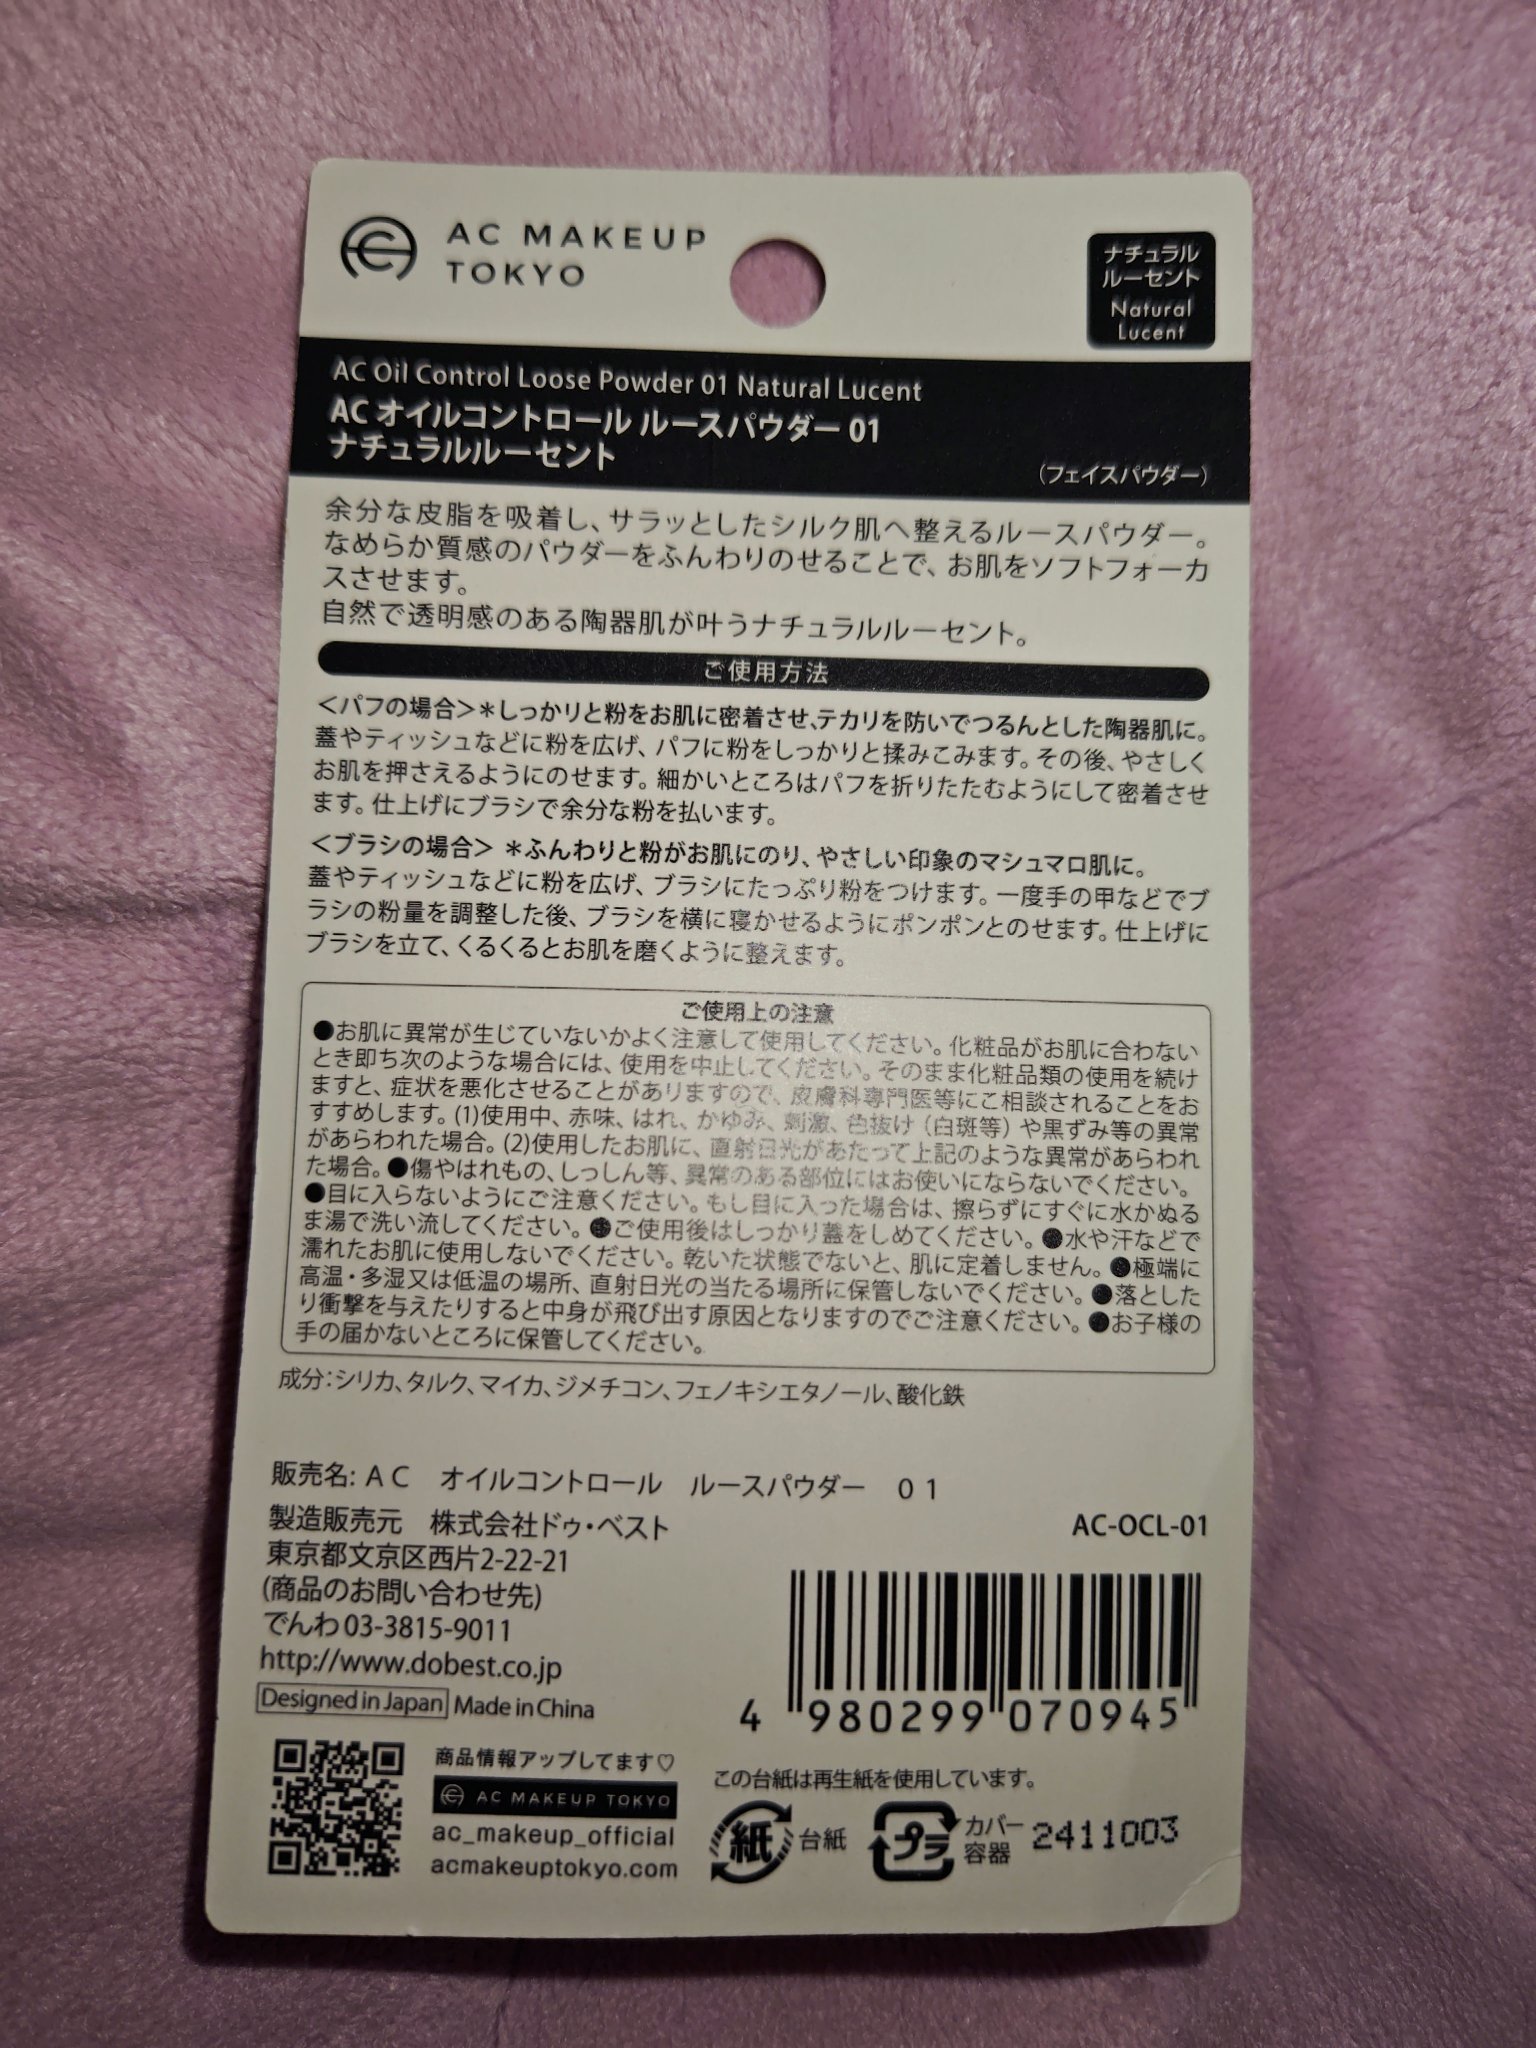 AC MAKEUP
TOKYO
ナチュラル
ルーセント
Natural
Lucent
AC Oil Control Loose Powder 01 Natural Lucent
AC オイルコントロール ルースパウダー 01
ナチュラルルーセント
（フェイスパウダー）
余分な皮脂を吸着し、サラッとしたシルク肌へ整えるルースパウダー。
なめらか質感のパウダーをふんわりのせることで、お肌をソフトフォーカ
スさせます。
自然で透明感のある陶器肌が叶うナチュラルルーセント。
ご使用方法
＜パフの場合＞＊しっかりと粉をお肌に密着させ、テカリを防いでつるんとした陶器肌に。
蓋やティッシュなどに粉を広げ、パフに粉をしっかりと揉みこみます。その後、やさしく
お肌を押さえるようにのせます。細かいところはパフを折りたたむようにして密着させ
ます。仕上げにブラシで余分な粉を払います。
＜ブラシの場合＞ ＊ふんわりと粉がお肌にのり、やさしい印象のマシュマロ肌に。
蓋やティッシュなどに粉を広げ、ブラシにたっぷり粉をつけます。一度手の甲などでブ
ラシの粉量を調整した後、ブラシを横に寝かせるようにポンポンとのせます。仕上げに
ブラシを立て、くるくるとお肌を磨くように整えます。
ご使用上の注意
●お肌に異常が生じていないかよく注意して使用してください。化粧品がお肌に合わない
とき即ち次のような場合には、使用を中止してください。そのまま化粧品類の使用を続け
ますと、症状を悪化させることがありますので、皮膚科専門医等にご相談されることをお
すすめします。(1)使用中、赤味、はれ、かゆみ、刺激、色抜け（白斑等）や黒ずみ等の異常
があらわれた場合。(2)使用したお肌に、直射日光があたって上記のような異常があらわれ
た場合。●傷やはれもの、しっしん等、異常のある部位にはお使いにならないでください。
●目に入らないようにご注意ください。もし目に入った場合は、擦らずにすぐに水かぬる
ま湯で洗い流してください。●ご使用後はしっかり蓋をしめてください。●水や汗などで
濡れたお肌に使用しないでください。乾いた状態でないと、肌に定着しません。●極端に
高温・多湿又は低温の場所、直射日光の当たる場所に保管しないでください。●落とした
り衝撃を与えたりすると中身が飛び出す原因となりますのでご注意ください。●お子様の
手の届かないところに保管してください。
成分：シリカ、タルク、マイカ、ジメチコン、フェノキシエタノール、酸化鉄
販売名：ＡＣ　オイルコントロール　ルースパウダー　０１
製造販売元　株式会社ドゥ・ベスト
AC-OCL-01
東京都文京区西片2-22-21
(商品のお問い合わせ先)
でんわ 03-3815-9011
http://www.dobest.co.jp
Designed in Japan Made in China
4 980299 070945
商品情報アップしてます♡
AC MAKEUP TOKYO
ac_makeup_official
acmakeuptokyo.com
この台紙は再生紙を使用しています。
紙 台紙
プラ カバー
容器
2411003